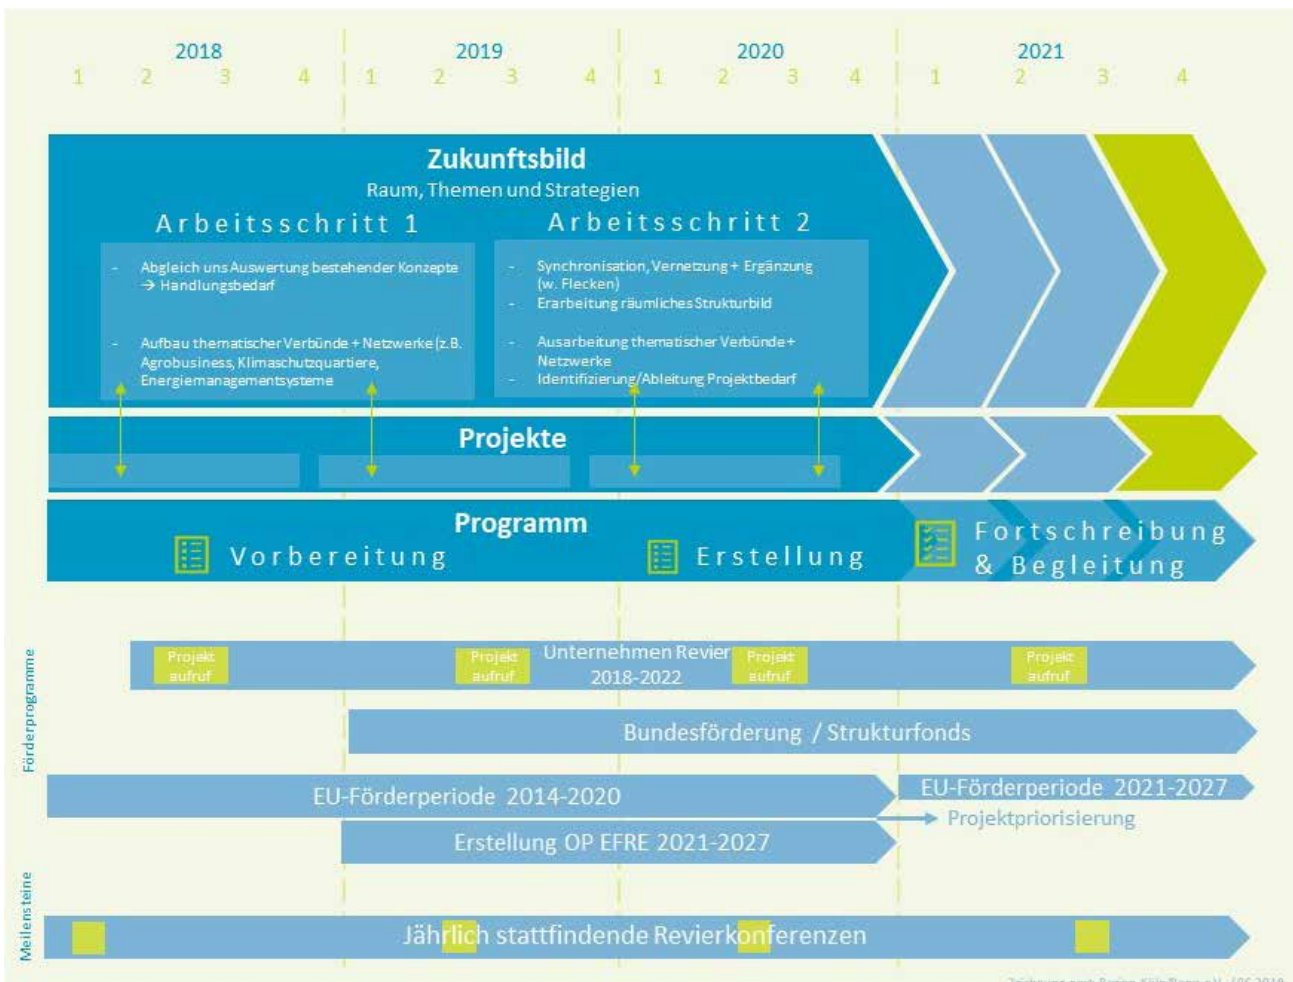 2018 2019 2020 2021
1 2 3 4 1 2 3 4 1 2 3 4 1 2 3 4
Zukunftsbild
Raum, Themen und Strategien
Arbeitsschritt 1
- Abgleich uns Auswertung bestehender Konzepte
→ Handlungsbedarf
- Aufbau thematischer Verbünde + Netzwerke (z.B.
Agrobusiness, Klimaschutzquartiere,
Energiemanagementsysteme
Arbeitsschritt 2
- Synchronisation, Vernetzung + Ergänzung
(w. Flecken)
- Erarbeitung räumliches Strukturbild
- Ausarbeitung thematischer Verbünde +
Netzwerke
- Identifizierung/Ableitung Projektbedarf
Projekte
Programm
Vorbereitung
Erstellung
Fortschreibung
& Begleitung
Förderprogramme
Unternehmen Revier
2018-2022
Projekt
aufruf
Projekt
aufruf
Projekt
aufruf
Projekt
aufruf
Bundesförderung / Strukturfonds
EU-Förderperiode 2014-2020
EU-Förderperiode 2021-2027
Projektpriorisierung
Erstellung OP EFRE 2021-2027
Meilensteine
Jährlich stattfindende Revierkonferenzen